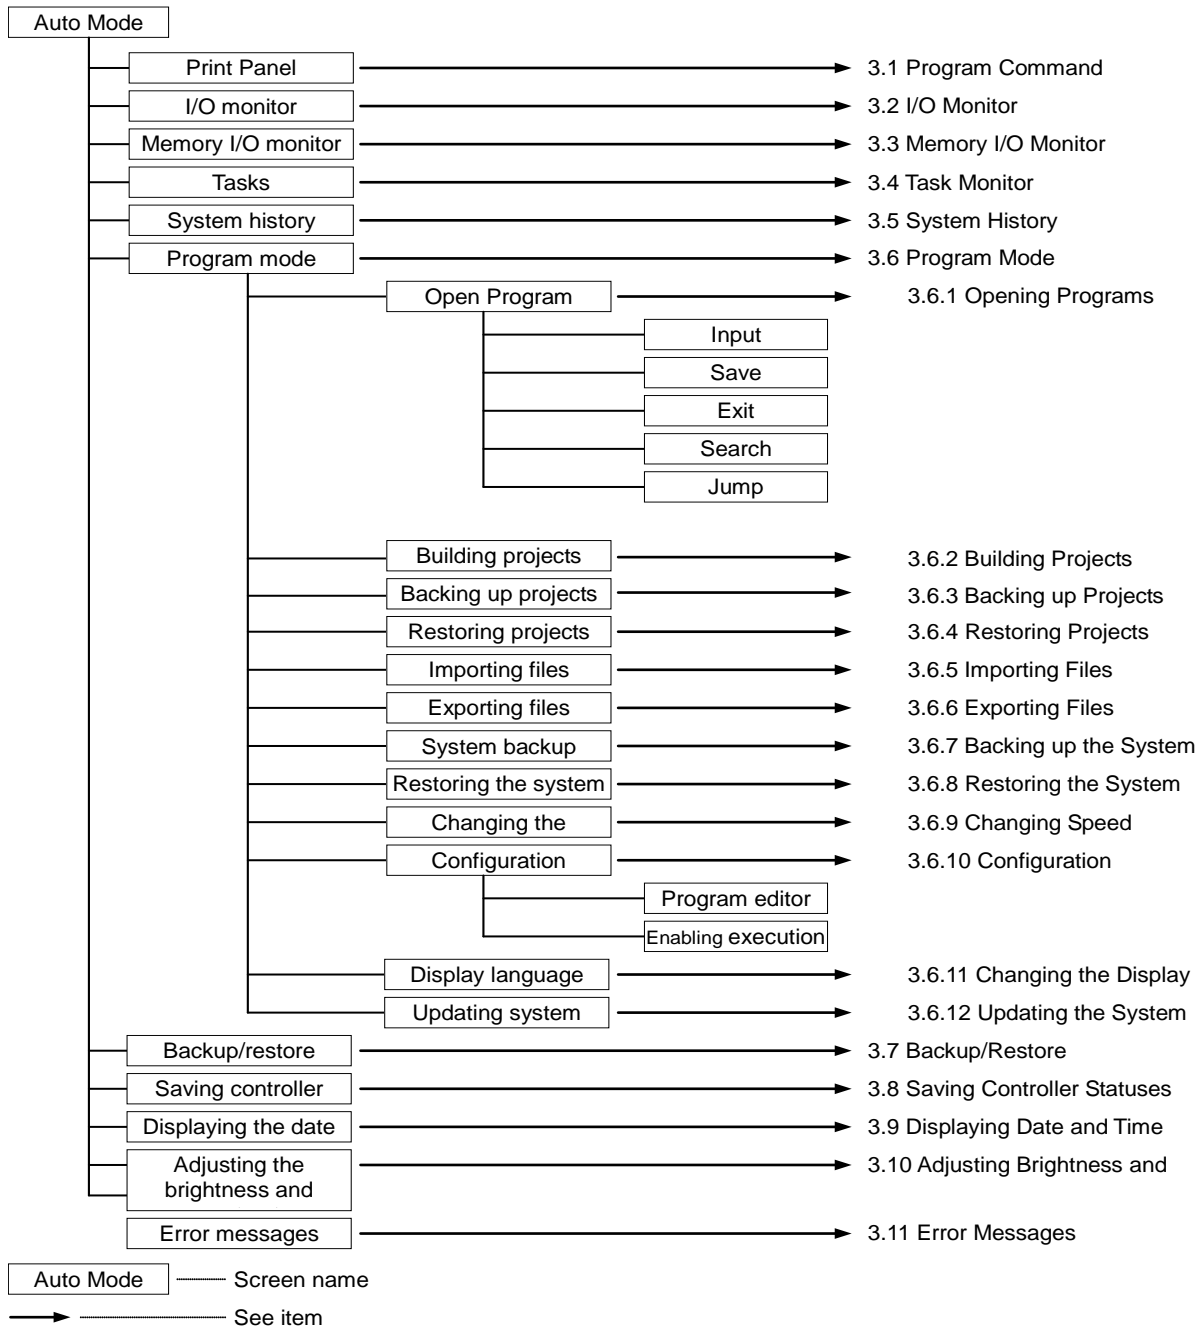 Auto Mode
Print Panel 3.1 Program Command
I/O monitor 3.2 I/O Monitor
Memory I/O monitor 3.3 Memory I/O Monitor
Tasks 3.4 Task Monitor
System history 3.5 System History
Program mode 3.6 Program Mode
Open Program 3.6.1 Opening Programs
Input
Save
Exit
Search
Jump
Building projects 3.6.2 Building Projects
Backing up projects 3.6.3 Backing up Projects
Restoring projects 3.6.4 Restoring Projects
Importing files 3.6.5 Importing Files
Exporting files 3.6.6 Exporting Files
System backup 3.6.7 Backing up the System
Restoring the system 3.6.8 Restoring the System
Changing the 3.6.9 Changing Speed
Configuration 3.6.10 Configuration
Program editor
Enabling execution
Display language 3.6.11 Changing the Display
Updating system 3.6.12 Updating the System
Backup/restore 3.7 Backup/Restore
Saving controller 3.8 Saving Controller Statuses
Displaying the date 3.9 Displaying Date and Time
Adjusting the 3.10 Adjusting Brightness and
brightness and
Error messages 3.11 Error Messages
Auto Mode Screen name
See item